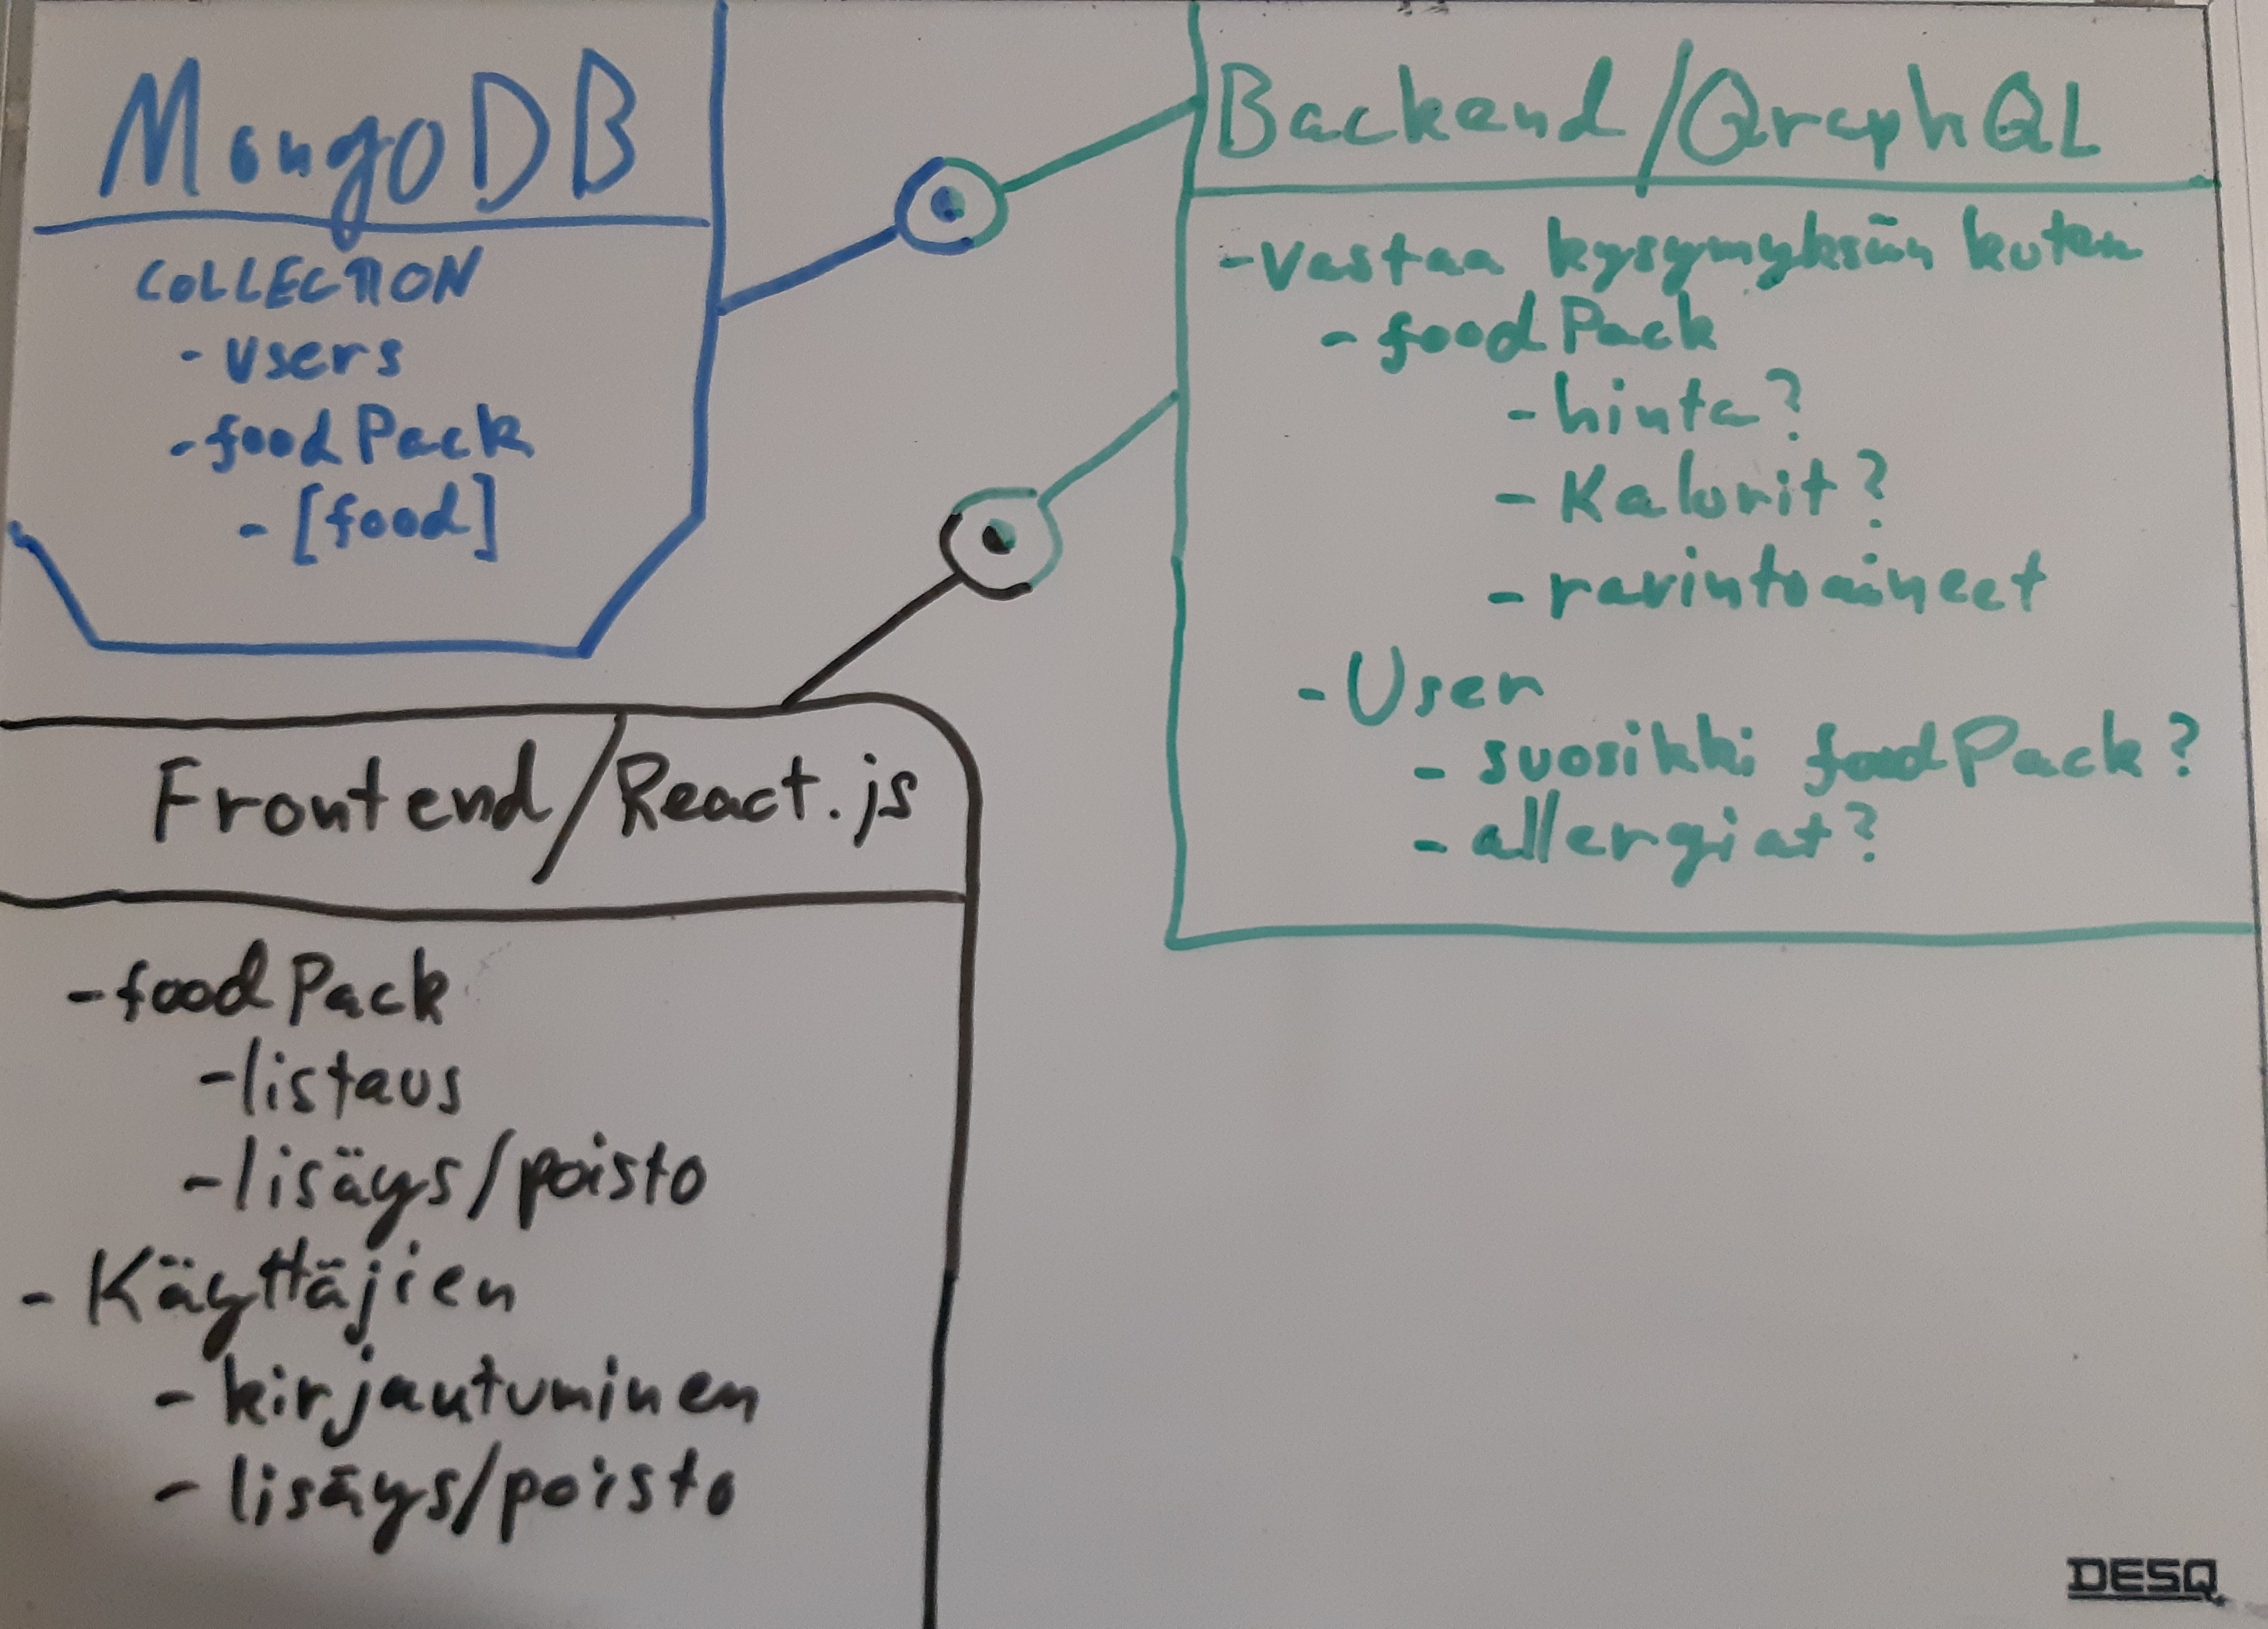 MongoDB
COLLECTION
- users
- foodPack
- [food]
Backend/GraphQL
- Vastaa kysymyksiin kuten
- foodPack
- hinta?
- Kalorit?
- ravintoaineet
- User
- suosikki foodPack?
- allergiat?
Frontend/React.js
- foodPack
- listaus
- lisäys/poisto
- Käyttäjien
- kirjautuminen
- lisäys/poisto
DESQ